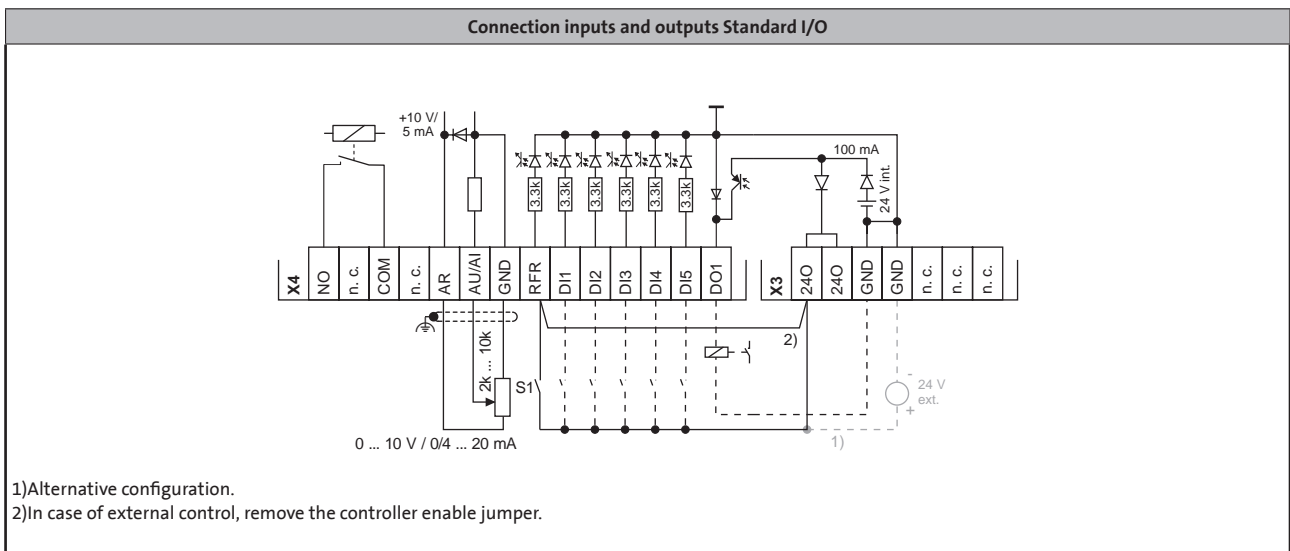 Connection inputs and outputs Standard I/O
+10 V/
5 mA
100 mA
24 V int.
3.3k
3.3k
3.3k
3.3k
3.3k
3.3k
X4
NO
n. c.
COM
n. c.
AR
AU/AI
GND
RFR
DI1
DI2
DI3
DI4
DI5
DO1
X3
24O
24O
GND
GND
n. c.
n. c.
n. c.
2)
2k ... 10k
S1
-
24 V
ext.
+
0 ... 10 V / 0/4 ... 20 mA
1)
1)Alternative configuration.
2)In case of external control, remove the controller enable jumper.